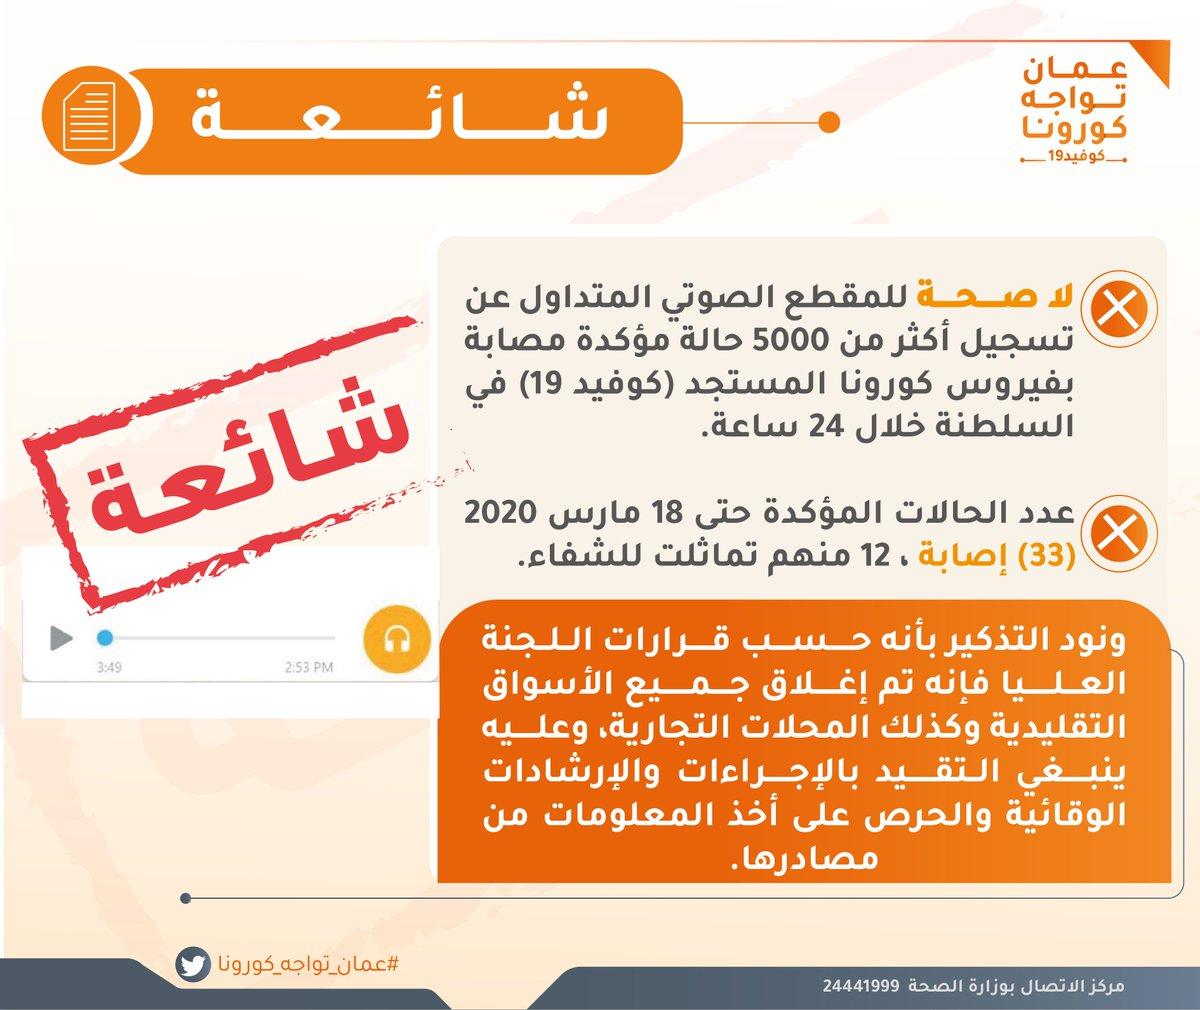 عمان
تواجه
كورونا
كوفيد19
شائعة
لا صحة للمقطع الصوتي المتداول عن
تسجيل أكثر من 5000 حالة مؤكدة مصابة
بفيروس كورونا المستجد (كوفيد 19) في
السلطنة خلال 24 ساعة.
عدد الحالات المؤكدة حتى 18 مارس 2020
(33) إصابة ، 12 منهم تماثلت للشفاء.
شائعة
3:49
2:53 PM
ونود التذكير بأنه حسب قرارات اللجنة
العليا فإنه تم إغلاق جميع الأسواق
التقليدية وكذلك المحلات التجارية، وعليه
ينبغي التقيد بالإجراءات والإرشادات
الوقائية والحرص على أخذ المعلومات من
مصادرها.
#عمان_تواجه_كورونا
مركز الاتصال بوزارة الصحة 24441999